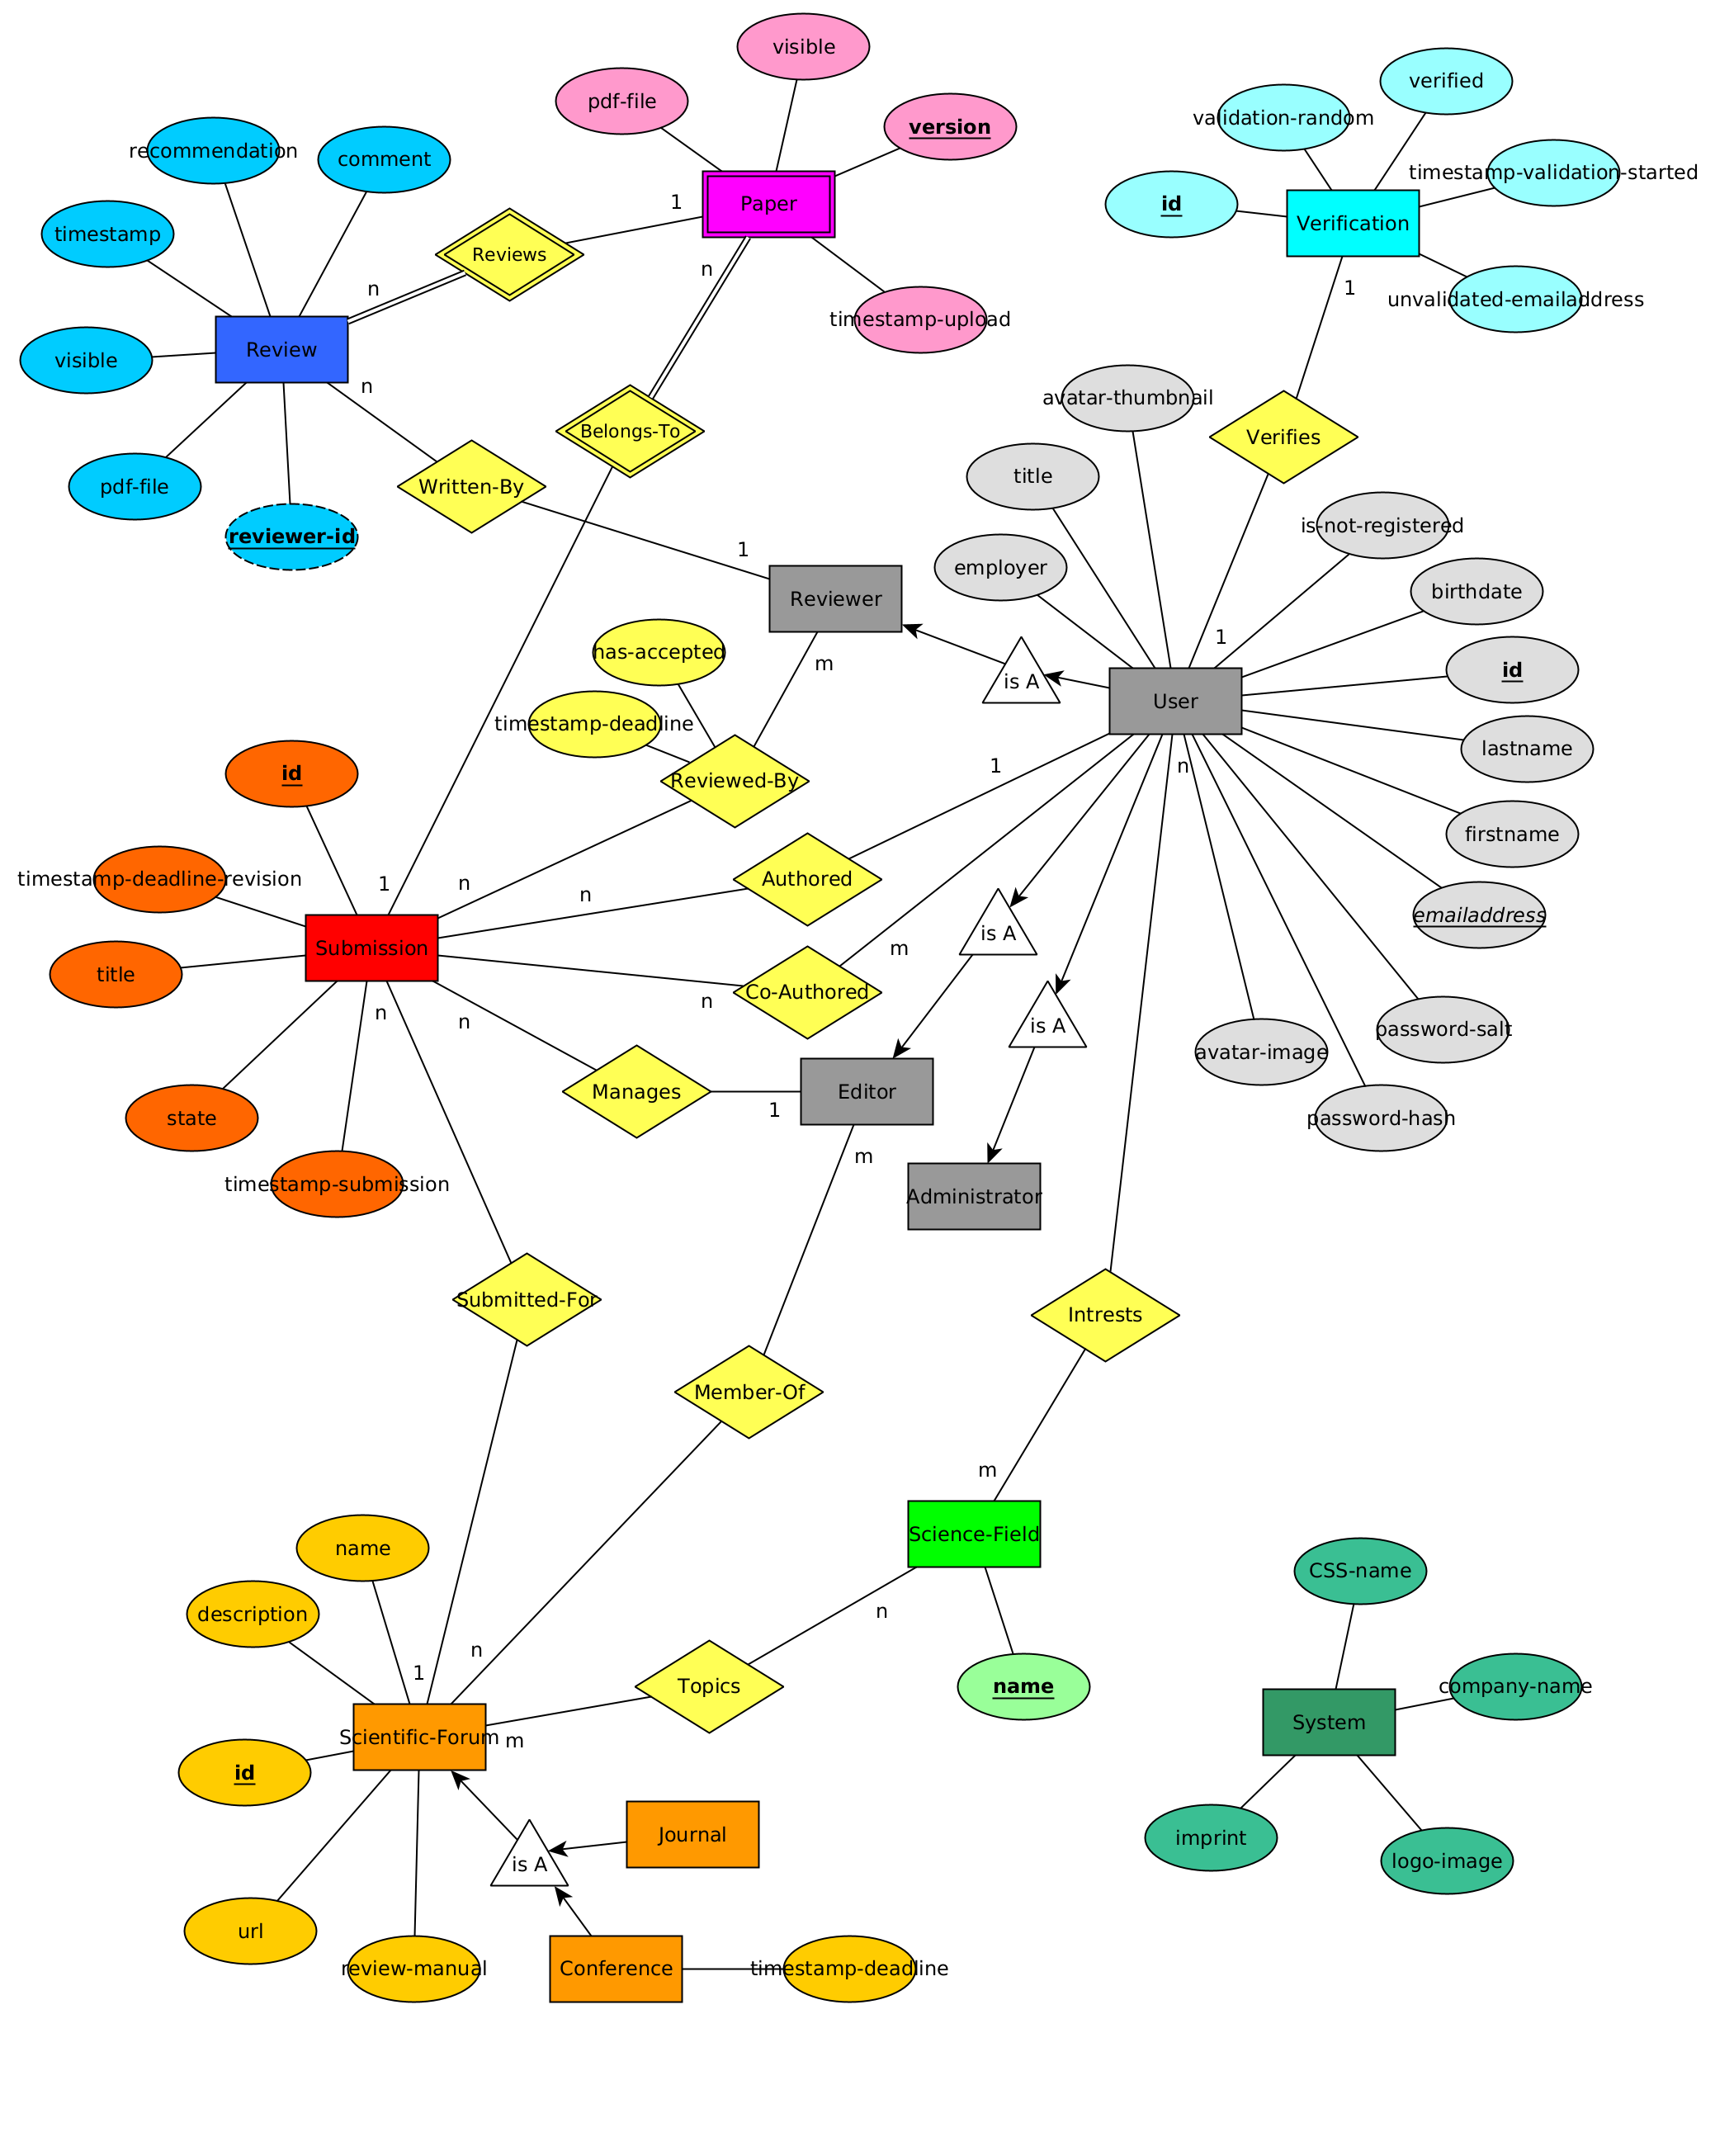 visible
pdf-file
verified
validation-random
version
recommendation
comment
timestamp-validation-started
Paper
id
Verification
1
timestamp
Reviews
n
n
1
unvalidated-emailaddress
timestamp-upload
Review
visible
n
avatar-thumbnail
Belongs-To
Verifies
title
pdf-file
Written-By
is-not-registered
reviewer-id
1
employer
birthdate
Reviewer
1
has-accepted
m
id
is A
User
timestamp-deadline
lastname
id
1
n
Reviewed-By
firstname
timestamp-deadline-revision
1
n
n
Authored
emailaddress
is A
Submission
m
title
Co-Authored
n
n
n
is A
password-salt
avatar-image
Manages
1
Editor
state
password-hash
m
timestamp-submission
Administrator
Submitted-For
Intrests
Member-Of
m
Science-Field
name
CSS-name
description
n
n
1
Topics
name
company-name
System
Scientific-Forum
m
id
Journal
imprint
is A
logo-image
url
review-manual
Conference
timestamp-deadline